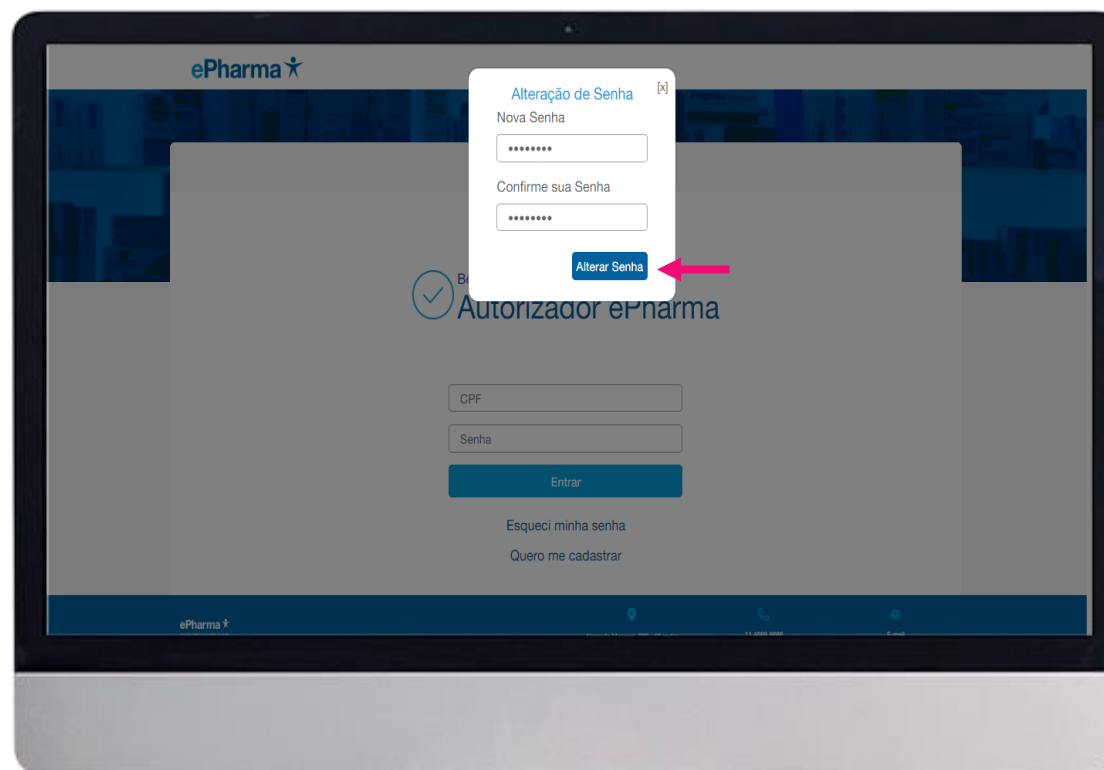 ePharma
Alteração de Senha
[x]
Nova Senha
••••••••
Confirme sua Senha
••••••••
Alterar Senha
Autorizador ePharma
CPF
Senha
Entrar
Esqueci minha senha
Quero me cadastrar
ePharma
E-mail